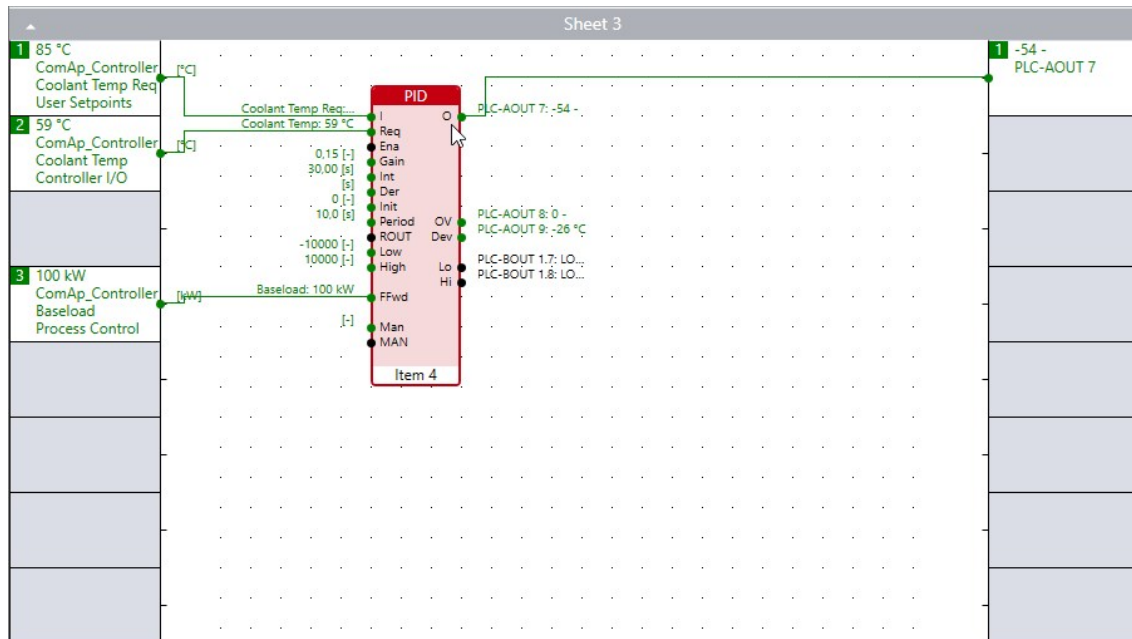 Sheet 3
1 85 °C
ComAp_Controller
Coolant Temp Req
User Setpoints
[°C]
2 59 °C
ComAp_Controller
Coolant Temp
Controller I/O
[°C]
3 100 kW
ComAp_Controller
Baseload
Process Control
[kW]
Coolant Temp Req:...
Coolant Temp: 59 °C
0,15 [-]
30,00 [s]
[s]
0 [-]
10,0 [s]
-10000 [-]
10000 [-]
Baseload: 100 kW
[-]
PID
I O
Req
Ena
Gain
Int
Der
Init
Period OV
ROUT Dev
Low
High Lo
Hi
FFwd
Man
MAN
Item 4
PLC-AOUT 7: -54 -
PLC-AOUT 8: 0 -
PLC-AOUT 9: -26 °C
PLC-BOUT 1.7: LO...
PLC-BOUT 1.8: LO...
1 -54 -
PLC-AOUT 7